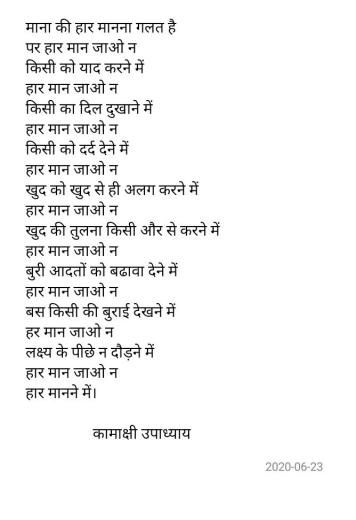 माना की हार मानना गलत है
पर हार मान जाओ न
किसी को याद करने में
हार मान जाओ न
किसी का दिल दुखाने में
हार मान जाओ न
किसी को दर्द देने में
हार मान जाओ न
खुद को खुद से ही अलग करने में
हार मान जाओ न
खुद की तुलना किसी और से करने में
हार मान जाओ न
बुरी आदतों को बढावा देने में
हार मान जाओ न
बस किसी की बुराई देखने में
हर मान जाओ न
लक्ष्य के पीछे न दौड़ने में
हार मान जाओ न
हार मानने में।
कामाक्षी उपाध्याय
2020-06-23